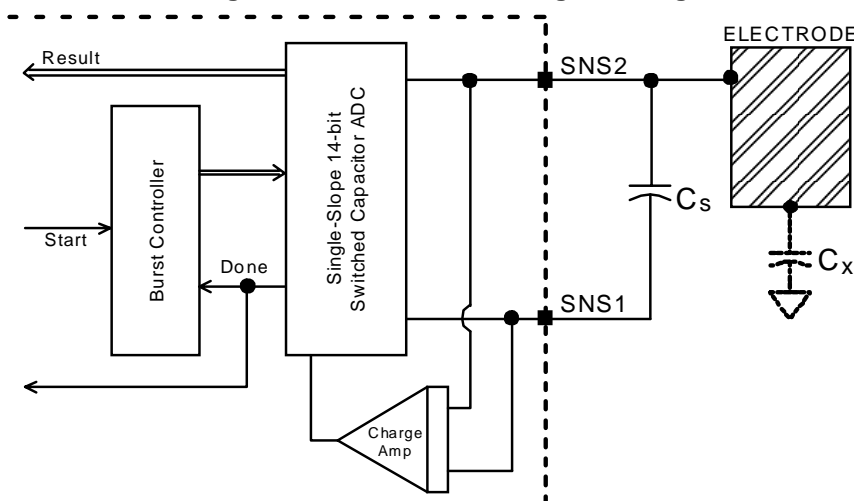 ELECTRODE
Result
SNS2
Single-Slope 14-bit
Switched Capacitor ADC
Burst Controller
Start
Done
Cs
Cx
SNS1
Charge
Amp